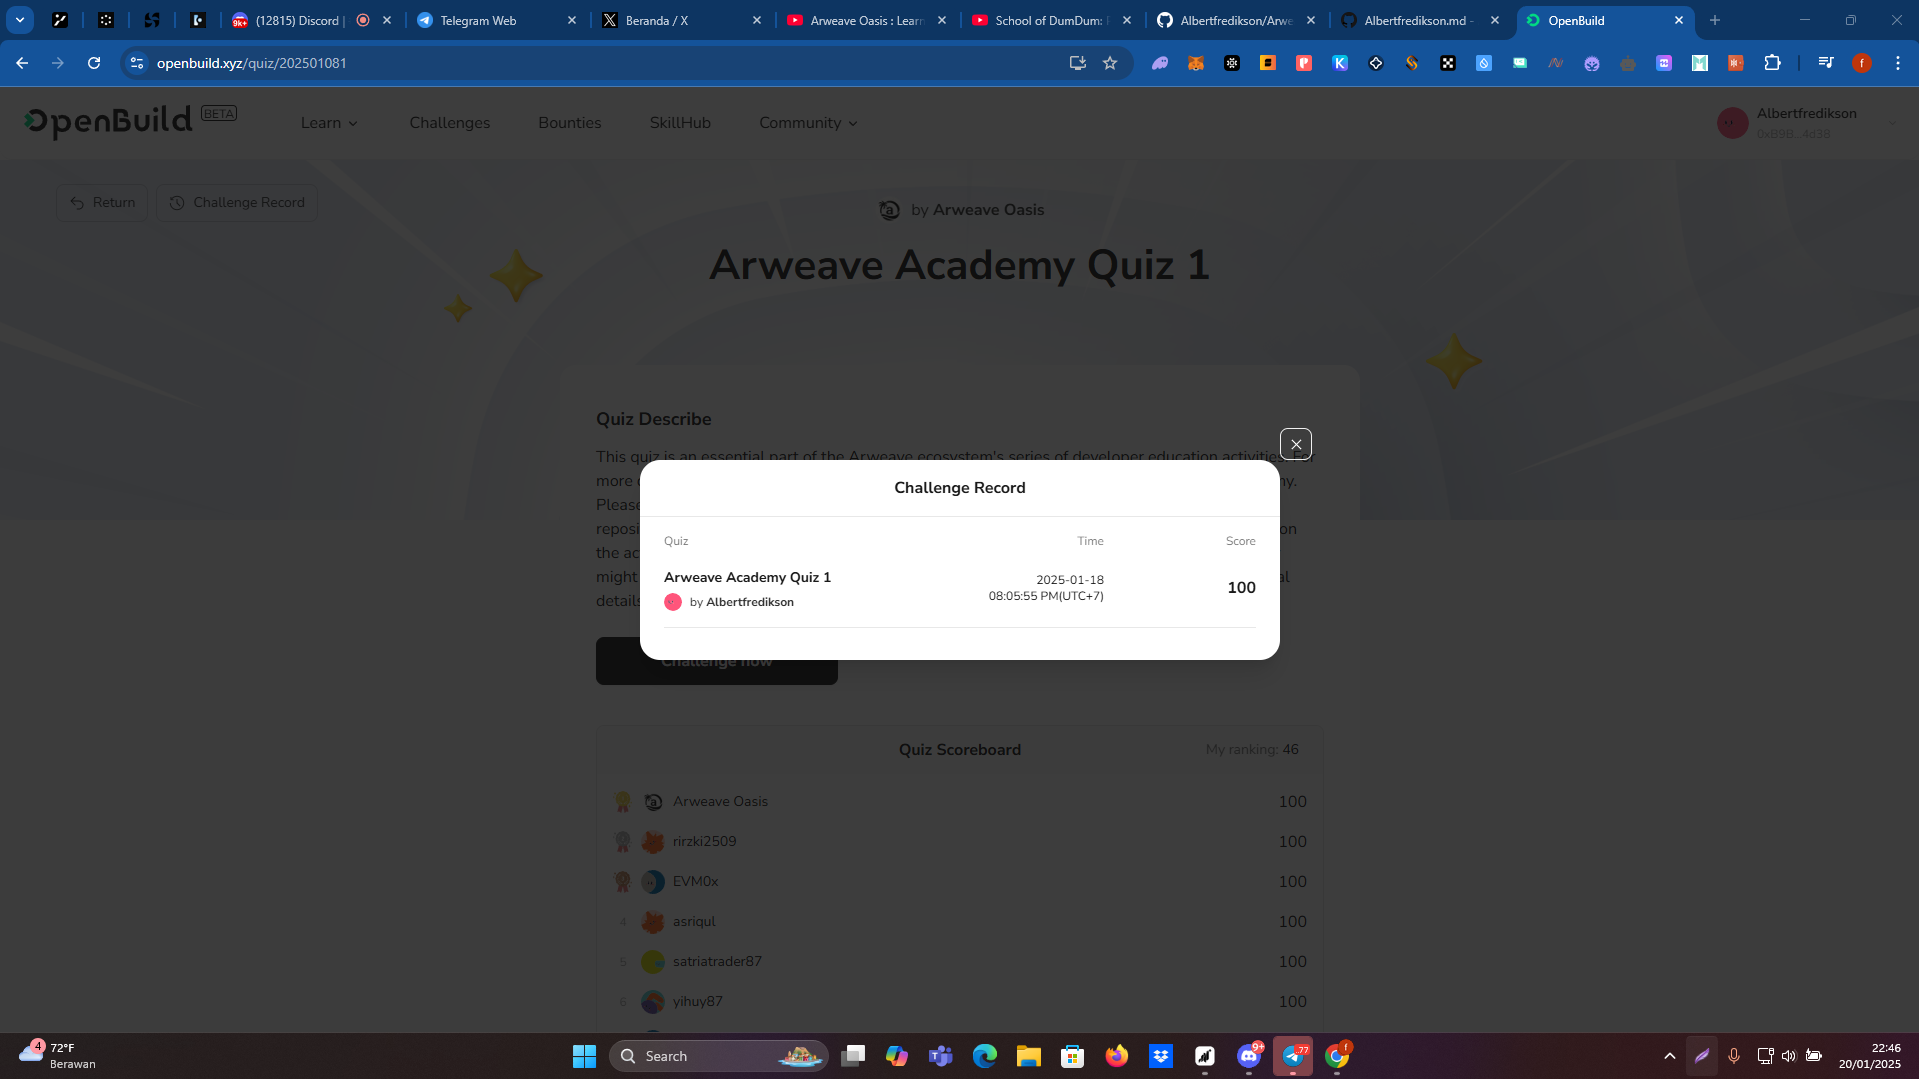 (12815) Discord |
Telegram Web
Beranda / X
Arweave Oasis : Learn
School of DumDum:
Albertfredikson/Arwe
Albertfredikson.md -
OpenBuild
openbuild.xyz/quiz/202501081
OpenBuild BETA
Learn
Challenges
Bounties
SkillHub
Community
Albertfredikson
0xB9B...4d38
Return
Challenge Record
by Arweave Oasis
Arweave Academy Quiz 1
Quiz Describe
This quiz is an essential part of the Arweave ecosystem's series of developer education activities. For
more
Please
reposi
on
the ac
might
details
Challenge Record
Quiz
Time
Score
Arweave Academy Quiz 1
by Albertfredikson
2025-01-18
08:05:55 PM(UTC+7)
100
Challenge now
Quiz Scoreboard
My ranking: 46
Arweave Oasis 100
rirzki2509 100
EVM0x 100
4 asriqul 100
5 satriatrader87 100
6 yihuy87 100
4
72°F
Berawan
Search
9+
77
22:46
20/01/2025